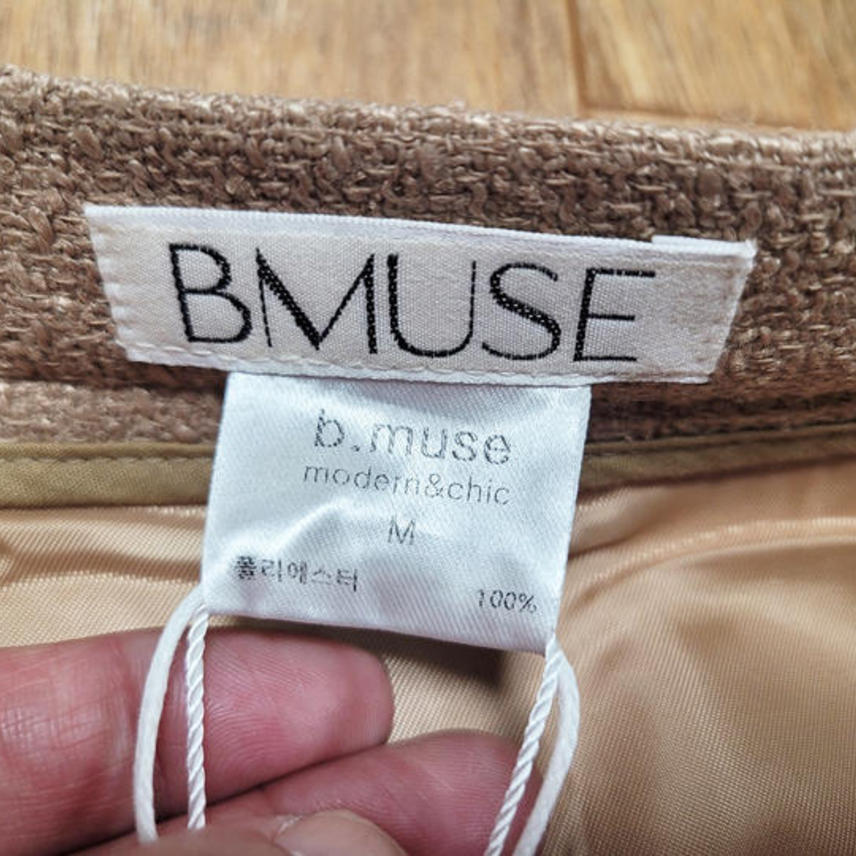 BMUSE
b.muse
modern&chic
M
폴리에스터 100%